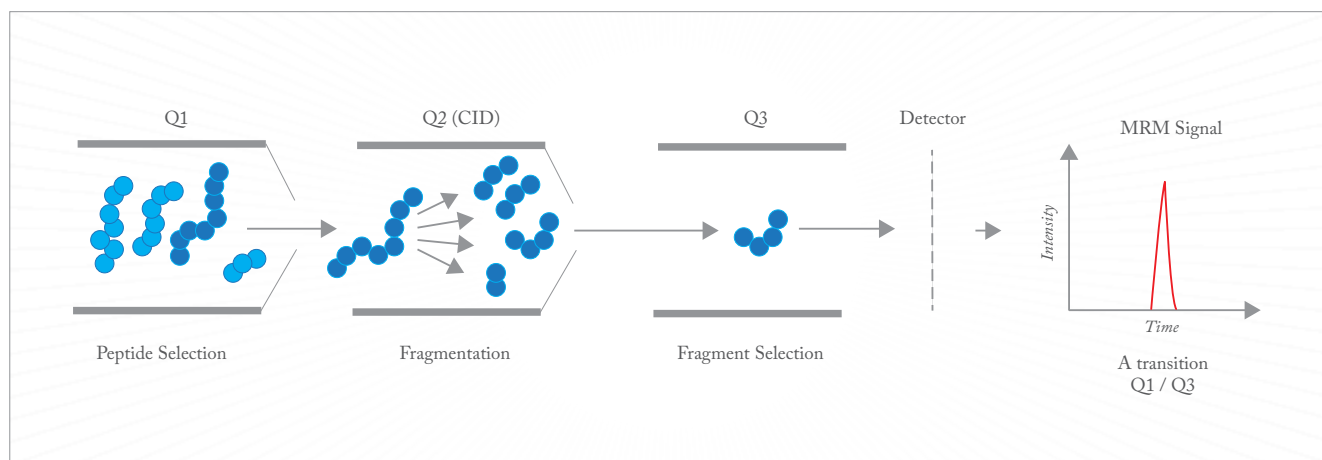 Q1
Q2 (CID)
Q3
Detector
MRM Signal
Intensity
Time
Peptide Selection
Fragmentation
Fragment Selection
A transition
Q1 / Q3